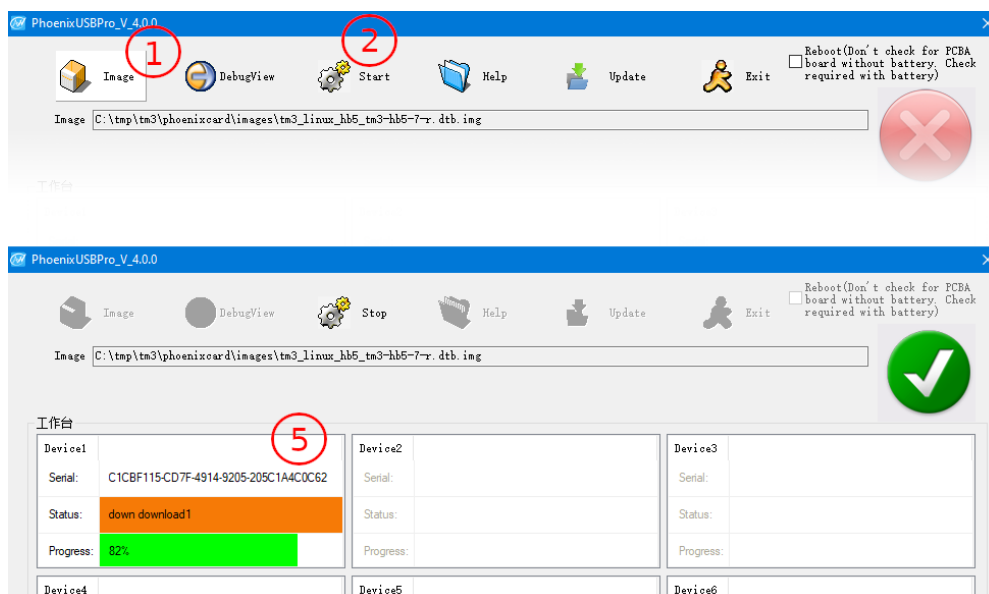 PhoenixUSBPro_V_4.0.0
1
2
Image
DebugView
Start
Help
Update
Exit
Reboot(Don't check for PCBA
board without battery. Check
required with battery)
Image C:\tmp\tm3\phoenixcard\images\tm3_linux_hb5_tm3-hb5-7-r.dtb.img
工作台
PhoenixUSBPro_V_4.0.0
Image
DebugView
Stop
Help
Update
Exit
Reboot(Don't check for PCBA
board without battery. Check
required with battery)
Image C:\tmp\tm3\phoenixcard\images\tm3_linux_hb5_tm3-hb5-7-r.dtb.img
工作台
5
Device1
Serial: C1CBF115-CD7F-4914-9205-205C1A4C0C62
Status: down download1
Progress: 82%
Device2
Serial:
Status:
Progress:
Device3
Serial:
Status:
Progress:
Device4
Device5
Device6